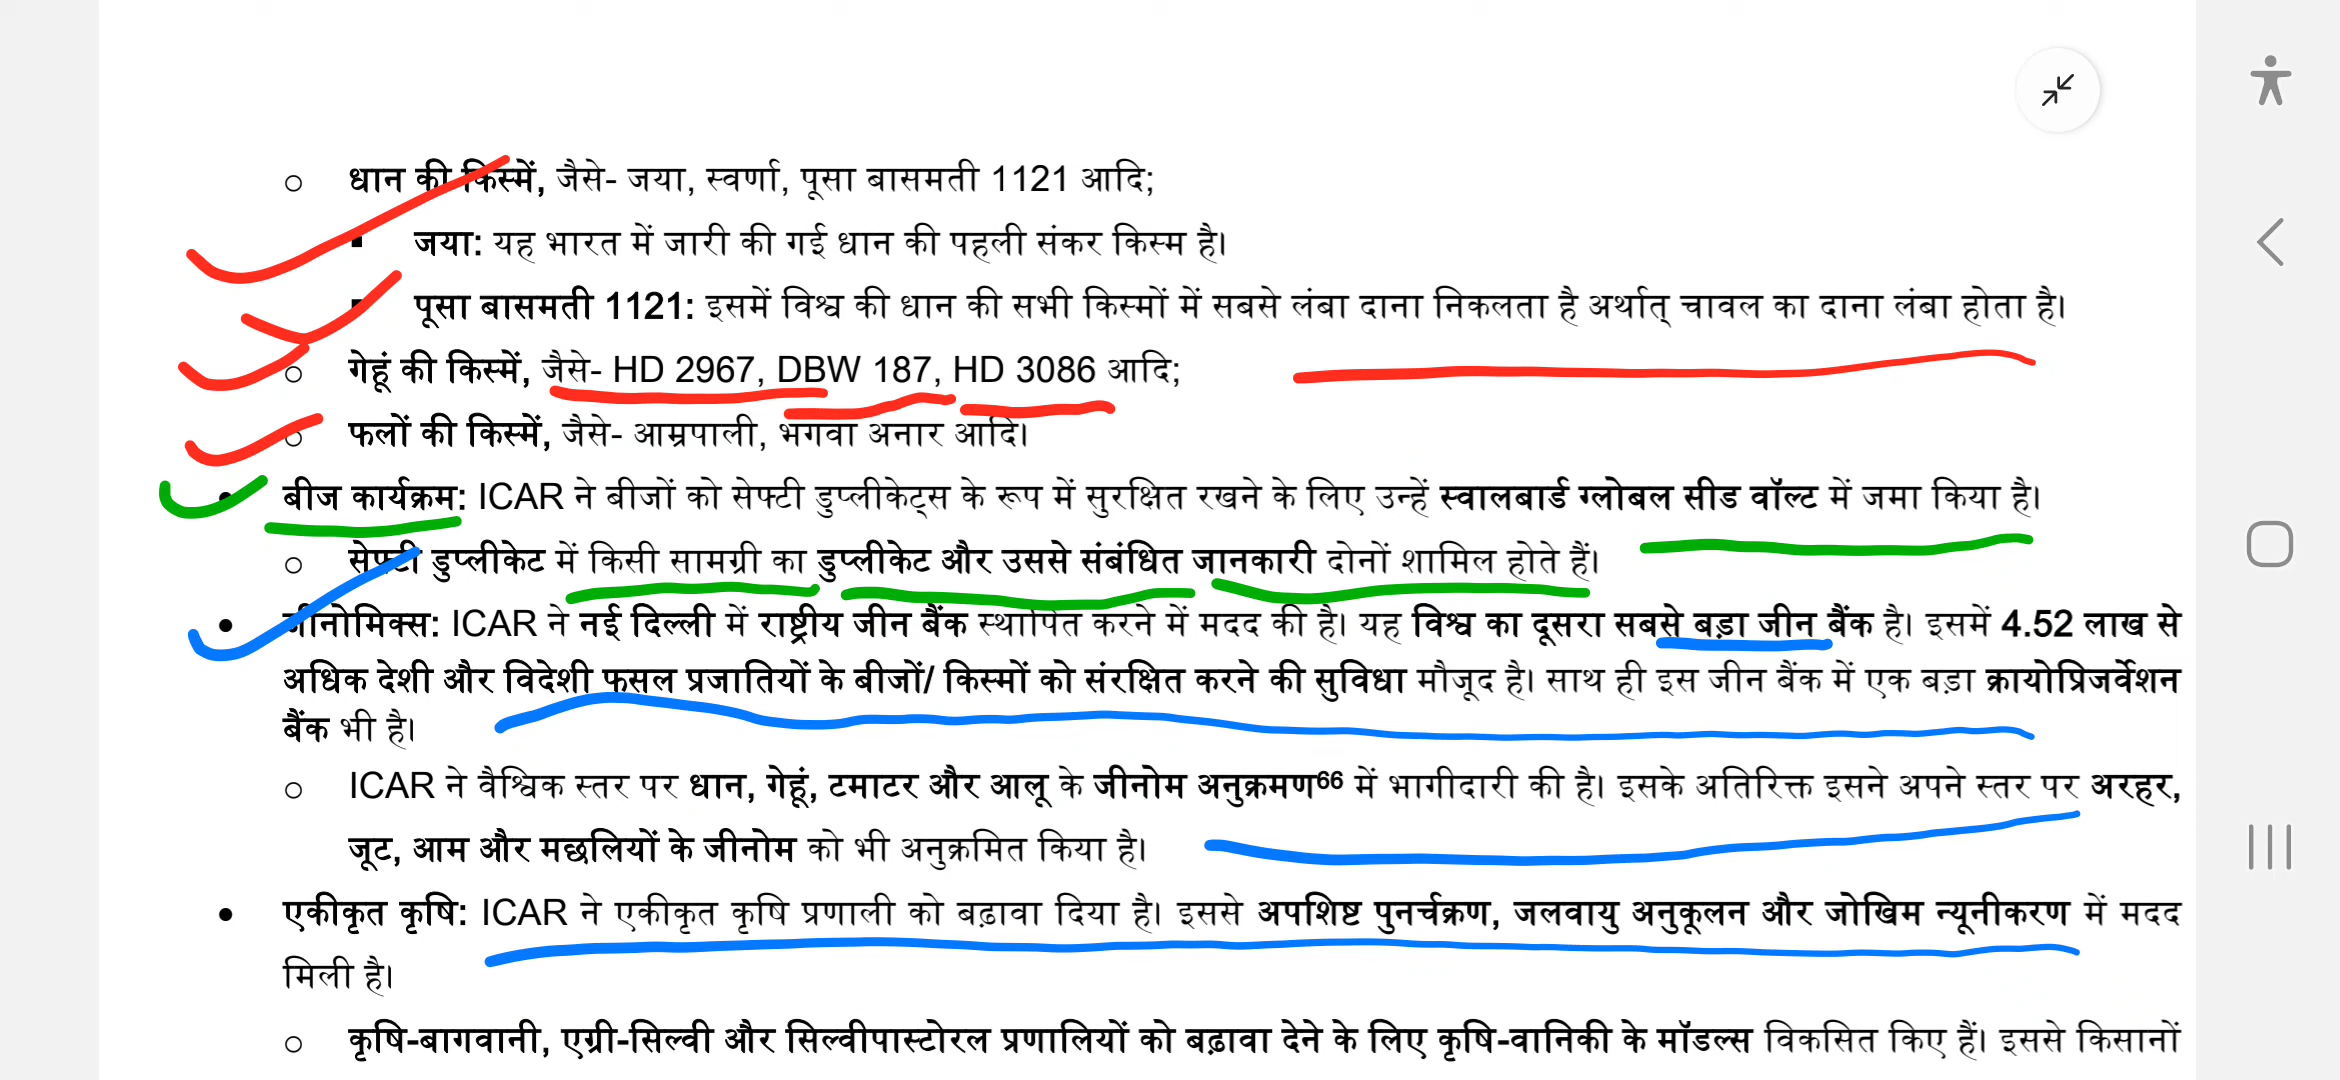 धान की किस्में, जैसे- जया, स्वर्णा, पूसा बासमती 1121 आदि;
जया: यह भारत में जारी की गई धान की पहली संकर किस्म है।
पूसा बासमती 1121: इसमें विश्व की धान की सभी किस्मों में सबसे लंबा दाना निकलता है अर्थात् चावल का दाना लंबा होता है।
गेहूं की किस्में, जैसे- HD 2967, DBW 187, HD 3086 आदि;
फलों की किस्में, जैसे- आम्रपाली, भगवा अनार आदि।
बीज कार्यक्रम: ICAR ने बीजों को सेफ्टी डुप्लीकेट्स के रूप में सुरक्षित रखने के लिए उन्हें स्वालबार्ड ग्लोबल सीड वॉल्ट में जमा किया है।
सेफ्टी डुप्लीकेट में किसी सामग्री का डुप्लीकेट और उससे संबंधित जानकारी दोनों शामिल होते हैं।
जीनोमिक्स: ICAR ने नई दिल्ली में राष्ट्रीय जीन बैंक स्थापित करने में मदद की है। यह विश्व का दूसरा सबसे बड़ा जीन बैंक है। इसमें 4.52 लाख से
अधिक देशी और विदेशी फसल प्रजातियों के बीजों/ किस्मों को संरक्षित करने की सुविधा मौजूद है। साथ ही इस जीन बैंक में एक बड़ा क्रायोप्रिजर्वेशन
बैंक भी है।
ICAR ने वैश्विक स्तर पर धान, गेहूं, टमाटर और आलू के जीनोम अनुक्रमण⁶⁶ में भागीदारी की है। इसके अतिरिक्त इसने अपने स्तर पर अरहर,
जूट, आम और मछलियों के जीनोम को भी अनुक्रमित किया है।
एकीकृत कृषि: ICAR ने एकीकृत कृषि प्रणाली को बढ़ावा दिया है। इससे अपशिष्ट पुनर्चक्रण, जलवायु अनुकूलन और जोखिम न्यूनीकरण में मदद
मिली है।
कृषि-बागवानी, एग्री-सिल्वी और सिल्वीपास्टोरल प्रणालियों को बढ़ावा देने के लिए कृषि-वानिकी के मॉडल्स विकसित किए हैं। इससे किसानों